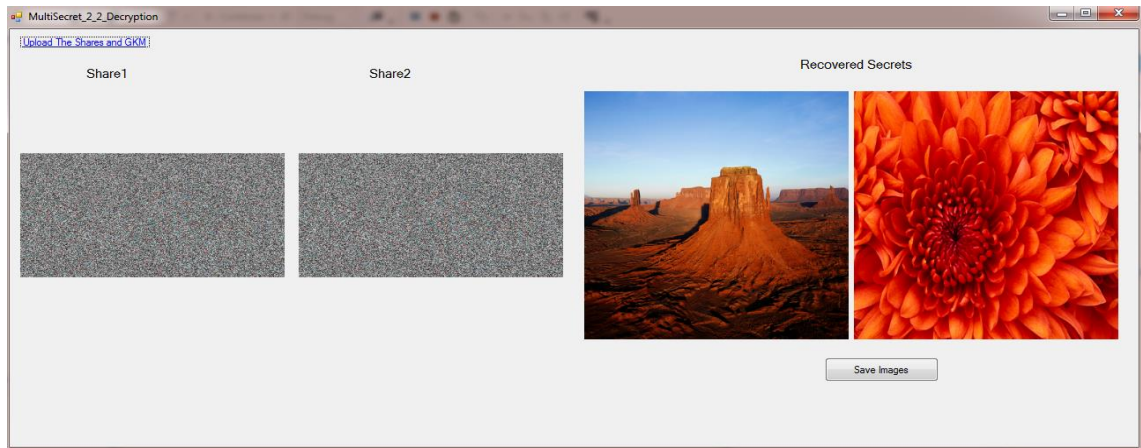 MultiSecret_2_2_Decryption
Upload The Shares and GKM
Share1
Share2
Recovered Secrets
Save Images